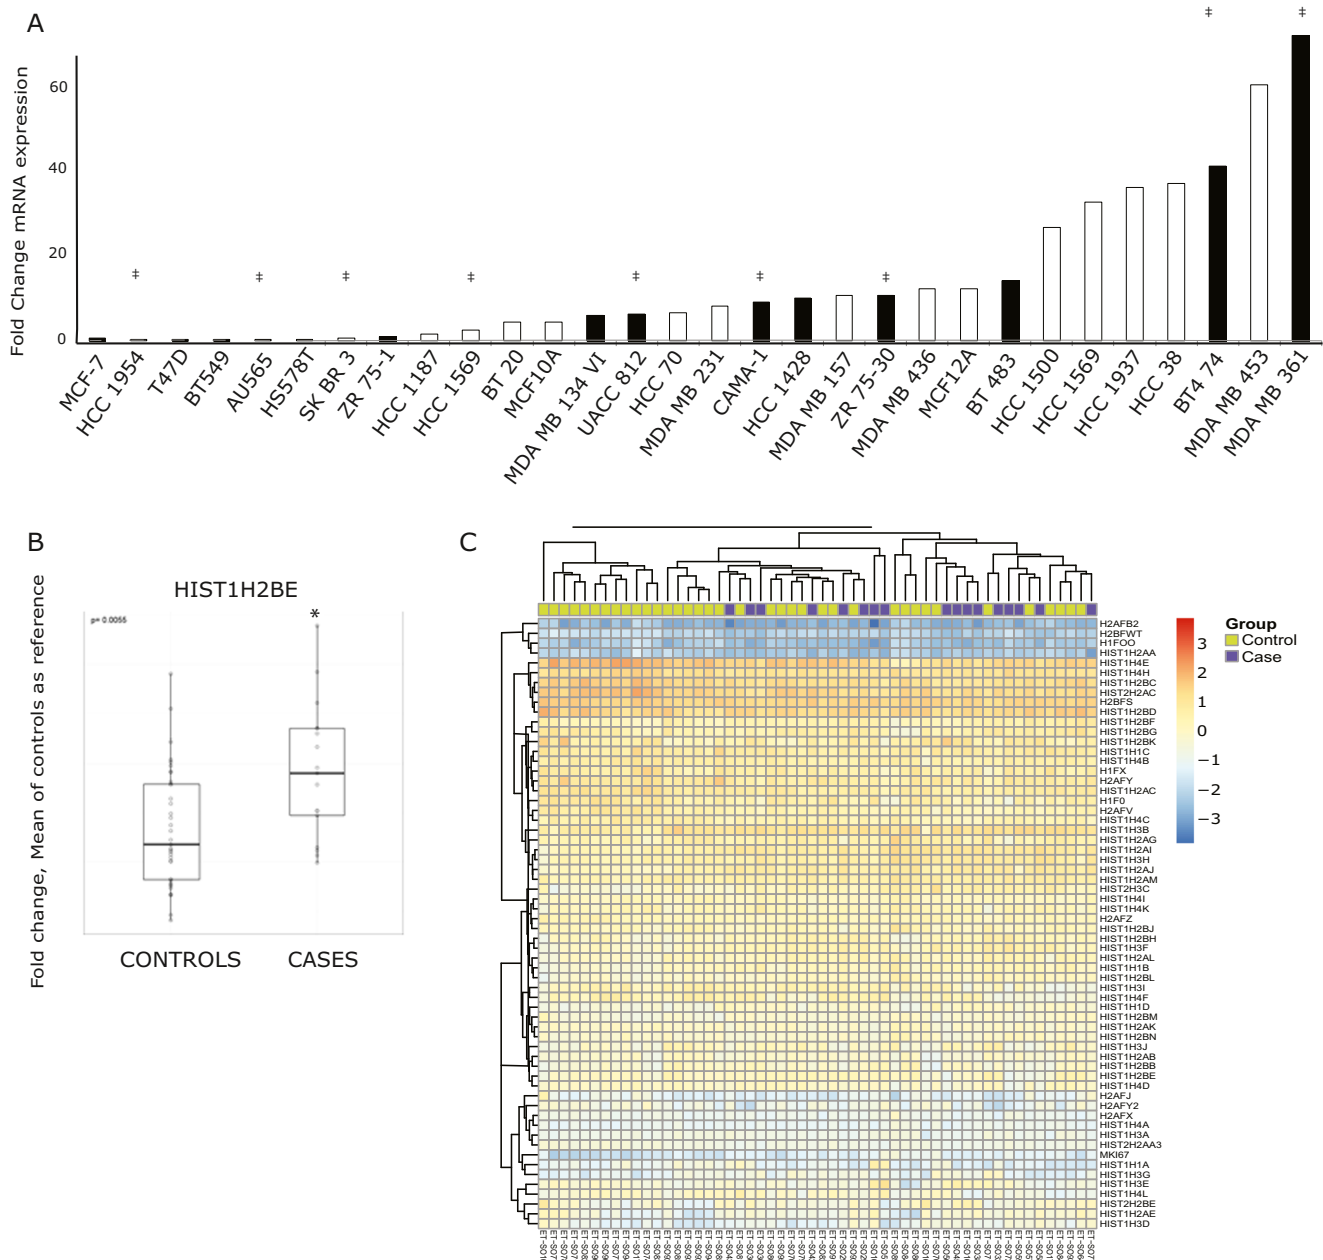 A
‡ ‡
Fold Change mRNA expression
60
40
20
0
‡ ‡ ‡ ‡ ‡ ‡ ‡
MCF-7
HCC 1954
T47D
BT549
AU565
HS578T
SK BR 3
ZR 75-1
HCC 1187
HCC 1569
BT 20
MCF10A
MDA MB 134 VI
UACC 812
HCC 70
MDA MB 231
CAMA-1
HCC 1428
MDA MB 157
ZR 75-30
MDA MB 436
MCF12A
BT 483
HCC 1500
HCC 1569
HCC 1937
HCC 38
BT4 74
MDA MB 453
MDA MB 361
B
Fold change, Mean of controls as reference
HIST1H2BE
p= 0.0055
*
CONTROLS CASES
C
H2AFB2
H2BFWT
H1FOO
HIST1H2AA
HIST1H4E
HIST1H4H
HIST1H2BC
HIST2H2AC
H2BFS
HIST1H2BD
HIST1H2BF
HIST1H2BG
HIST1H2BK
HIST1H1C
HIST1H4B
H1FX
H2AFY
HIST1H2AC
H1F0
H2AFV
HIST1H4C
HIST1H3B
HIST1H2AG
HIST1H2AI
HIST1H3H
HIST1H2AJ
HIST1H2AM
HIST2H3C
HIST1H4I
HIST1H4K
H2AFZ
HIST1H2BJ
HIST1H2BH
HIST1H3F
HIST1H2AL
HIST1H1B
HIST1H2BL
HIST1H3I
HIST1H4F
HIST1H1D
HIST1H2BM
HIST1H2AK
HIST1H2BN
HIST1H3J
HIST1H2AB
HIST1H2BB
HIST1H2BE
HIST1H4D
H2AFJ
H2AFY2
H2AFX
HIST1H4A
HIST1H3A
HIST2H2AA3
MKI67
HIST1H1A
HIST1H3G
HIST1H3E
HIST1H4L
HIST2H2BE
HIST1H2AE
HIST1H3D
3
2
1
0
−1
−2
−3
Group
Control
Case